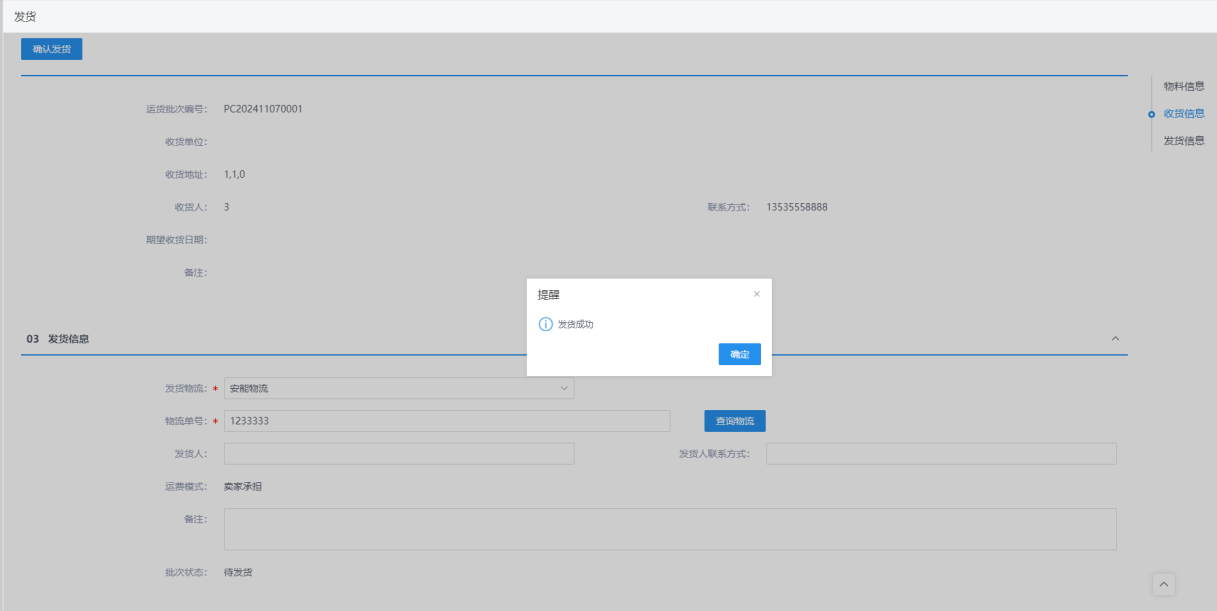 发货
确认发货
物料信息
运货批次编号: PC202411070001
收货信息
收货单位:
发货信息
收货地址: 1,1,0
收货人: 3 联系方式: 13535558888
期望收货日期:
备注:
提醒 ×
发货成功
确定
03 发货信息
发货物流: * 安能物流
物流单号: * 1233333 查询物流
发货人: 发货人联系方式:
运费模式: 卖家承担
备注:
批次状态: 待发货